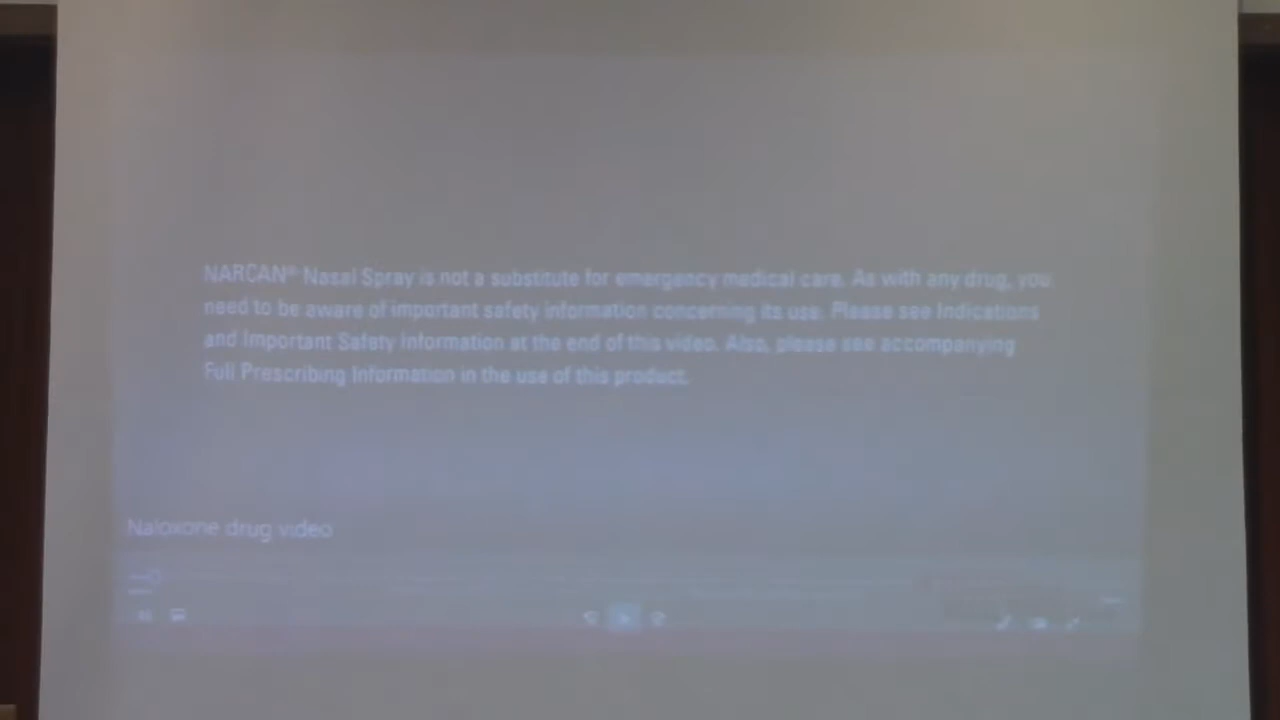 NARCAN® Nasal Spray is not a substitute for emergency medical care. As with any drug, you
need to be aware of important safety information concerning its use. Please see Indications
and Important Safety Information at the end of this video. Also, please see accompanying
Full Prescribing Information in the use of this product.
Naloxone drug video